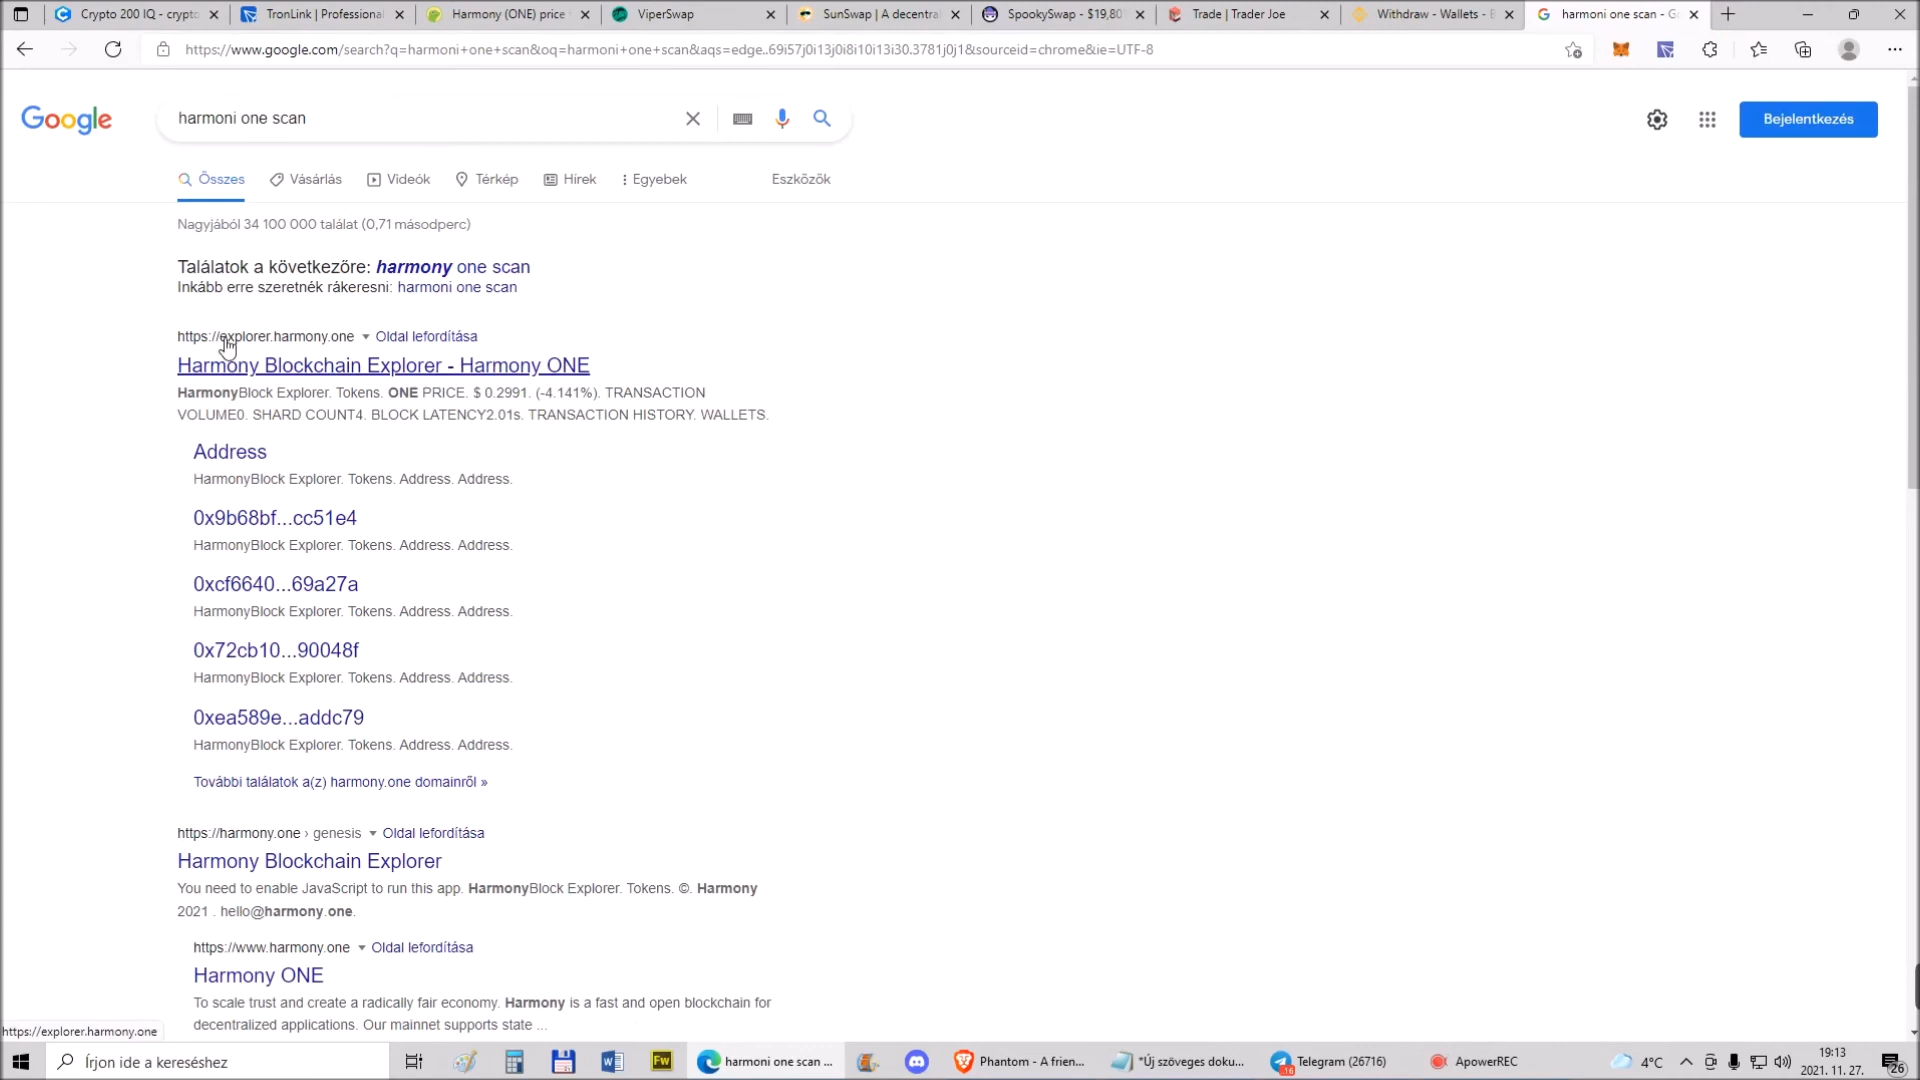 Crypto 200 IQ - crypto
TronLink | Professional
Harmony (ONE) price
ViperSwap
SunSwap | A decentra
SpookySwap - $19,80
Trade | Trader Joe
Withdraw - Wallets - B
harmoni one scan - G
https://www.google.com/search?q=harmoni+one+scan&oq=harmoni+one+scan&aqs=edge..69i57j0i13j0i8i10i13i30.3781j0j1&sourceid=chrome&ie=UTF-8
Google
harmoni one scan
Bejelentkezés
Összes
Vásárlás
Videók
Térkép
Hírek
Egyebek
Eszközök
Nagyjából 34 100 000 találat (0,71 másodperc)
Találatok a következőre: harmony one scan
Inkább erre szeretnék rákeresni: harmoni one scan
https://explorer.harmony.one Oldal lefordítása
Harmony Blockchain Explorer - Harmony ONE
HarmonyBlock Explorer. Tokens. ONE PRICE. $ 0.2991. (-4.141%). TRANSACTION
VOLUME0. SHARD COUNT4. BLOCK LATENCY2.01s. TRANSACTION HISTORY. WALLETS.
Address
HarmonyBlock Explorer. Tokens. Address. Address.
0x9b68bf...cc51e4
HarmonyBlock Explorer. Tokens. Address. Address.
0xcf6640...69a27a
HarmonyBlock Explorer. Tokens. Address. Address.
0x72cb10...90048f
HarmonyBlock Explorer. Tokens. Address. Address.
0xea589e...addc79
HarmonyBlock Explorer. Tokens. Address. Address.
További találatok a(z) harmony.one domainről »
https://harmony.one › genesis Oldal lefordítása
Harmony Blockchain Explorer
You need to enable JavaScript to run this app. HarmonyBlock Explorer. Tokens. ©. Harmony
2021 . hello@harmony.one.
https://www.harmony.one Oldal lefordítása
Harmony ONE
To scale trust and create a radically fair economy. Harmony is a fast and open blockchain for
decentralized applications. Our mainnet supports state ...
https://explorer.harmony.one
Írjon ide a kereséshez
Fw
harmoni one scan ...
Phantom - A frien...
*Új szöveges doku...
16
Telegram (26716)
ApowerREC
4°C
19:13
2021. 11. 27.
26